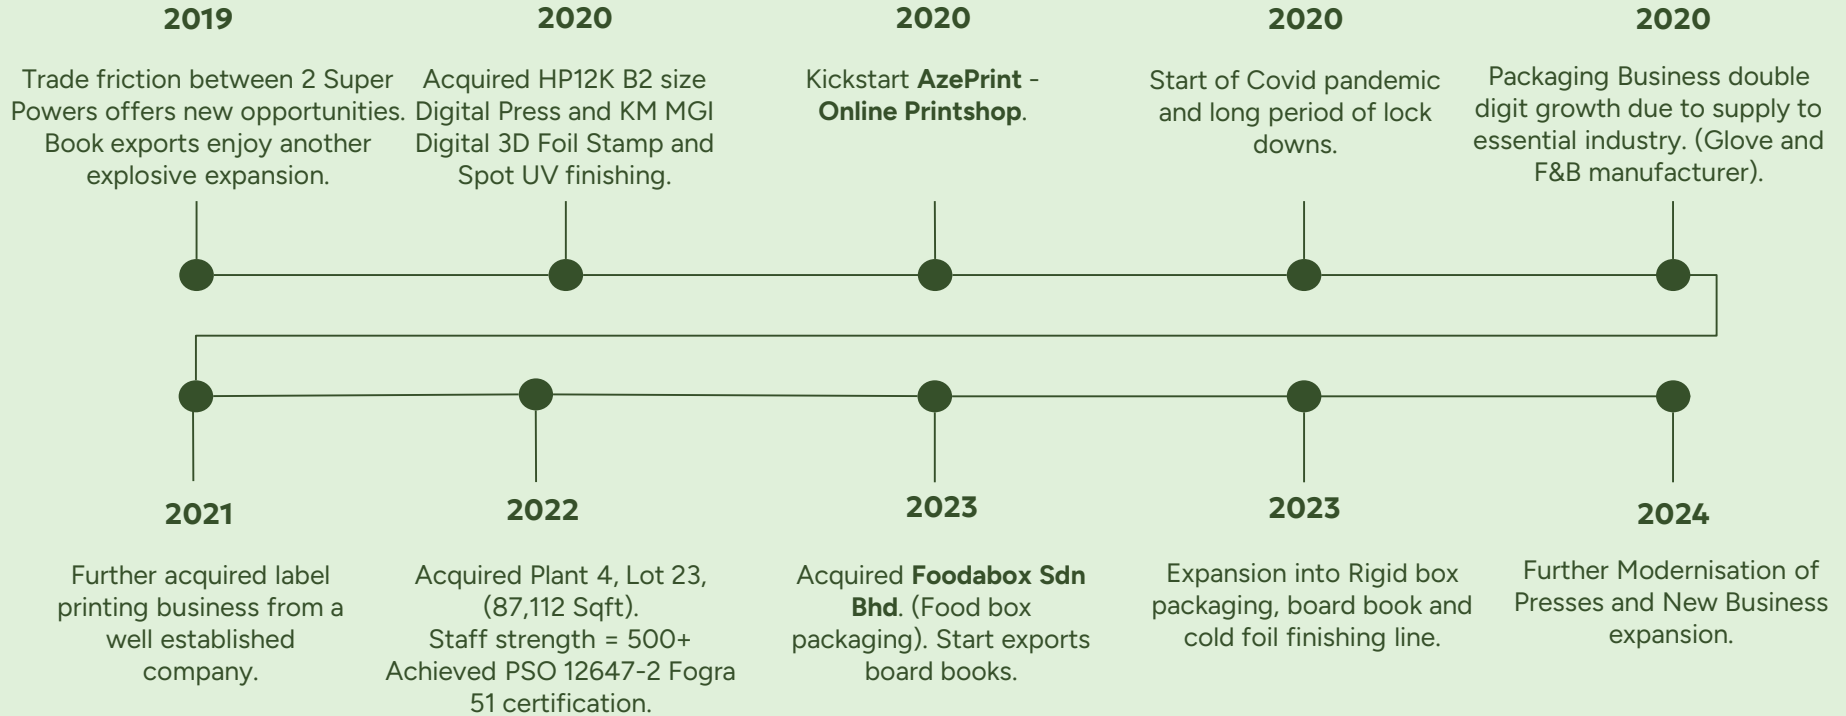 2019
Trade friction between 2 Super
Powers offers new opportunities.
Book exports enjoy another
explosive expansion.
2020
Acquired HP12K B2 size
Digital Press and KM MGI
Digital 3D Foil Stamp and
Spot UV finishing.
2020
Kickstart AzePrint -
Online Printshop.
2020
Start of Covid pandemic
and long period of lock
downs.
2020
Packaging Business double
digit growth due to supply to
essential industry. (Glove and
F&B manufacturer).
2021
Further acquired label
printing business from a
well established
company.
2022
Acquired Plant 4, Lot 23,
(87,112 Sqft).
Staff strength = 500+
Achieved PSO 12647-2 Fogra
51 certification.
2023
Acquired Foodabox Sdn
Bhd. (Food box
packaging). Start exports
board books.
2023
Expansion into Rigid box
packaging, board book and
cold foil finishing line.
2024
Further Modernisation of
Presses and New Business
expansion.